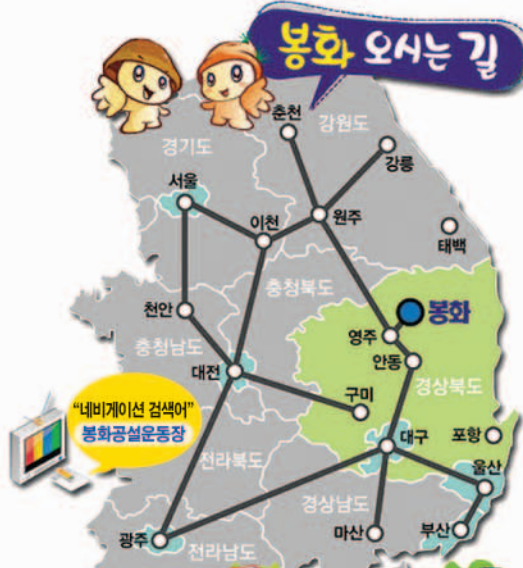 봉화 오시는 길
춘천
강원도
경기도
강릉
서울
이천
원주
태백
충청북도
천안
봉화
영주
충청남도
안동
대전
경상북도
구미
"네비게이션 검색어"
봉화공설운동장
대구
포항
전라북도
울산
경상남도
광주
마산
부산
전라남도